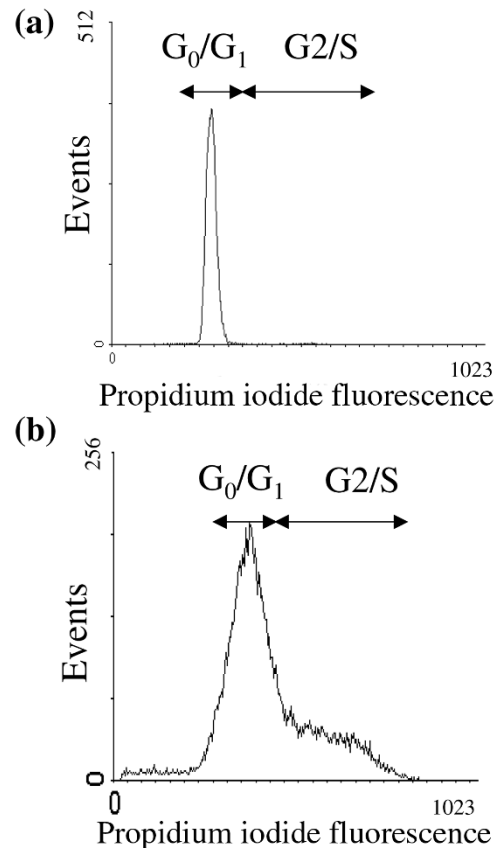 (a)
512
G₀/G₁ G2/S
Events
0
0 1023
Propidium iodide fluorescence
(b)
256
G₀/G₁ G2/S
Events
0
0 1023
Propidium iodide fluorescence